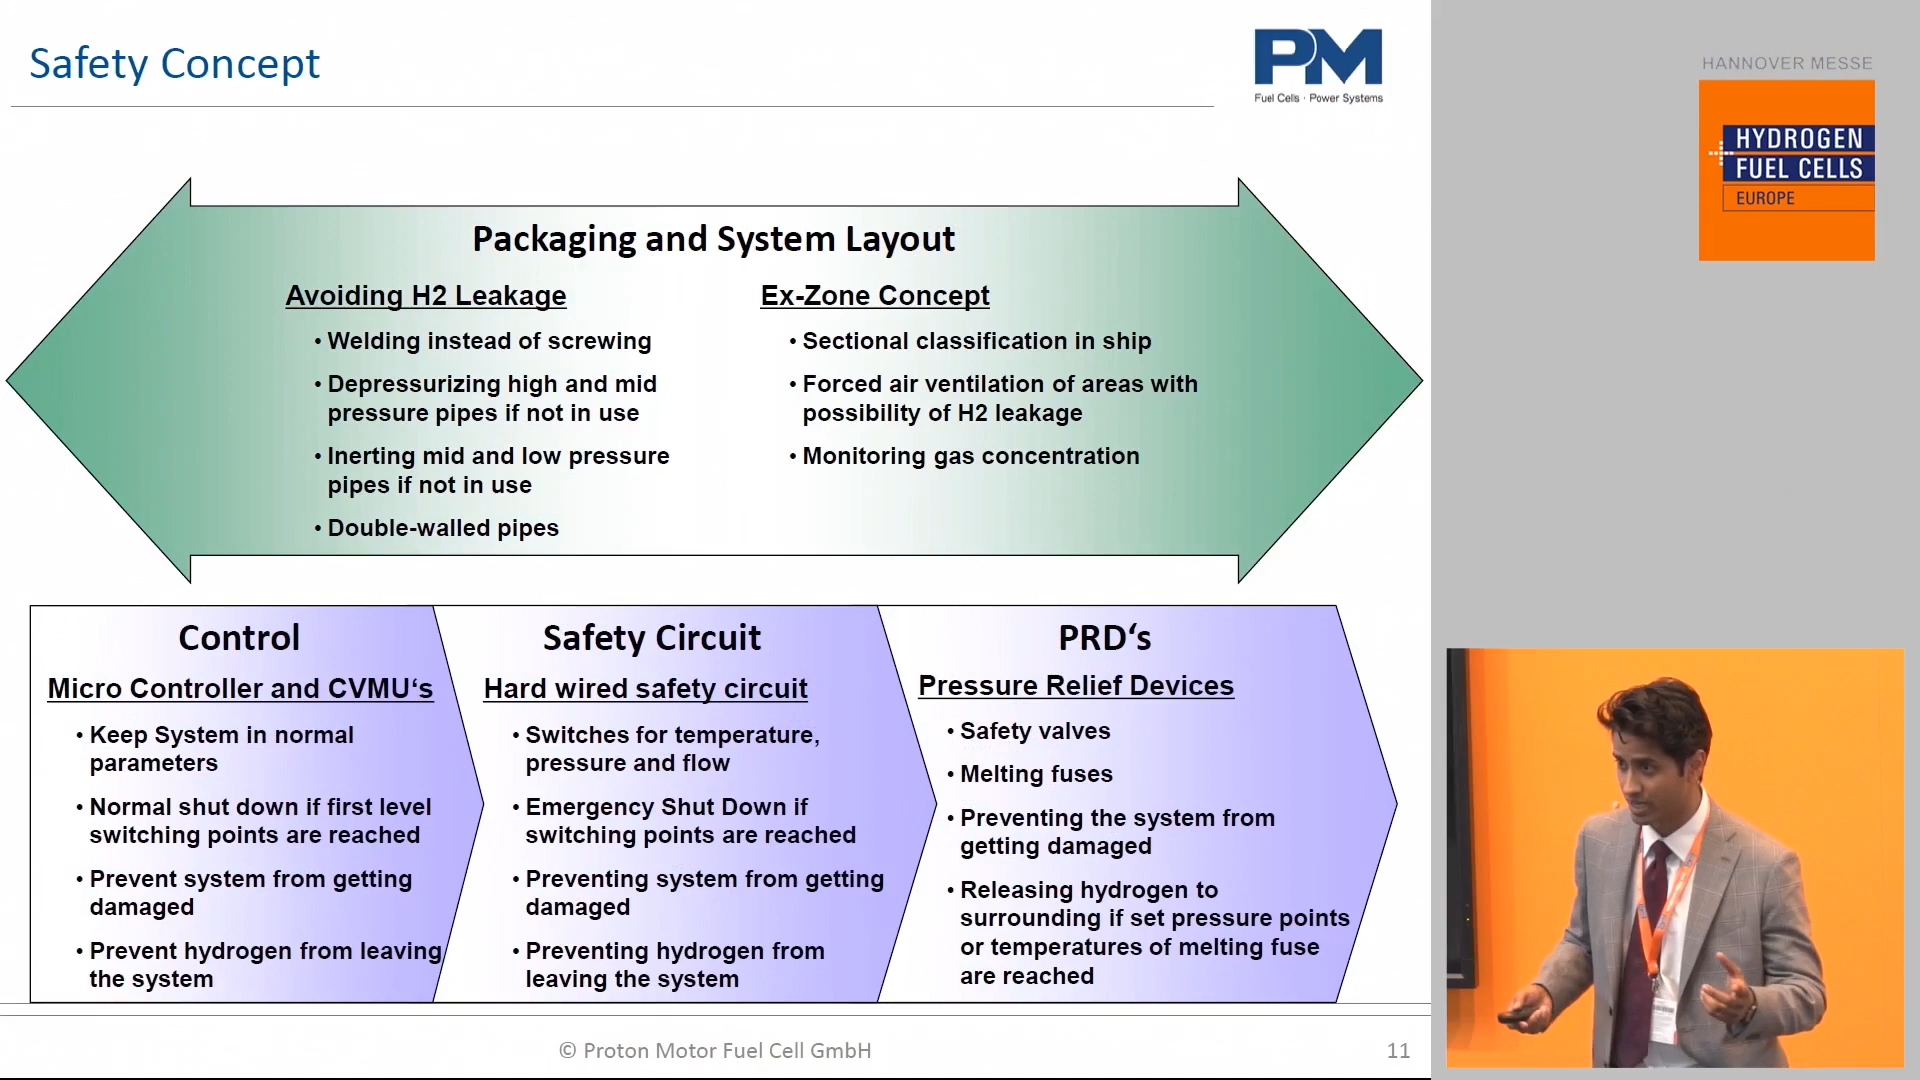 Safety Concept
PM
Fuel Cells · Power Systems
HANNOVER MESSE
HYDROGEN
FUEL CELLS
EUROPE
Packaging and System Layout
Avoiding H2 Leakage
• Welding instead of screwing
• Depressurizing high and mid
pressure pipes if not in use
• Inerting mid and low pressure
pipes if not in use
• Double-walled pipes
Ex-Zone Concept
• Sectional classification in ship
• Forced air ventilation of areas with
possibility of H2 leakage
• Monitoring gas concentration
Control
Micro Controller and CVMU‘s
• Keep System in normal
parameters
• Normal shut down if first level
switching points are reached
• Prevent system from getting
damaged
• Prevent hydrogen from leaving
the system
Safety Circuit
Hard wired safety circuit
• Switches for temperature,
pressure and flow
• Emergency Shut Down if
switching points are reached
• Preventing system from getting
damaged
• Preventing hydrogen from
leaving the system
PRD‘s
Pressure Relief Devices
• Safety valves
• Melting fuses
• Preventing the system from
getting damaged
• Releasing hydrogen to
surrounding if set pressure points
or temperatures of melting fuse
are reached
© Proton Motor Fuel Cell GmbH
11